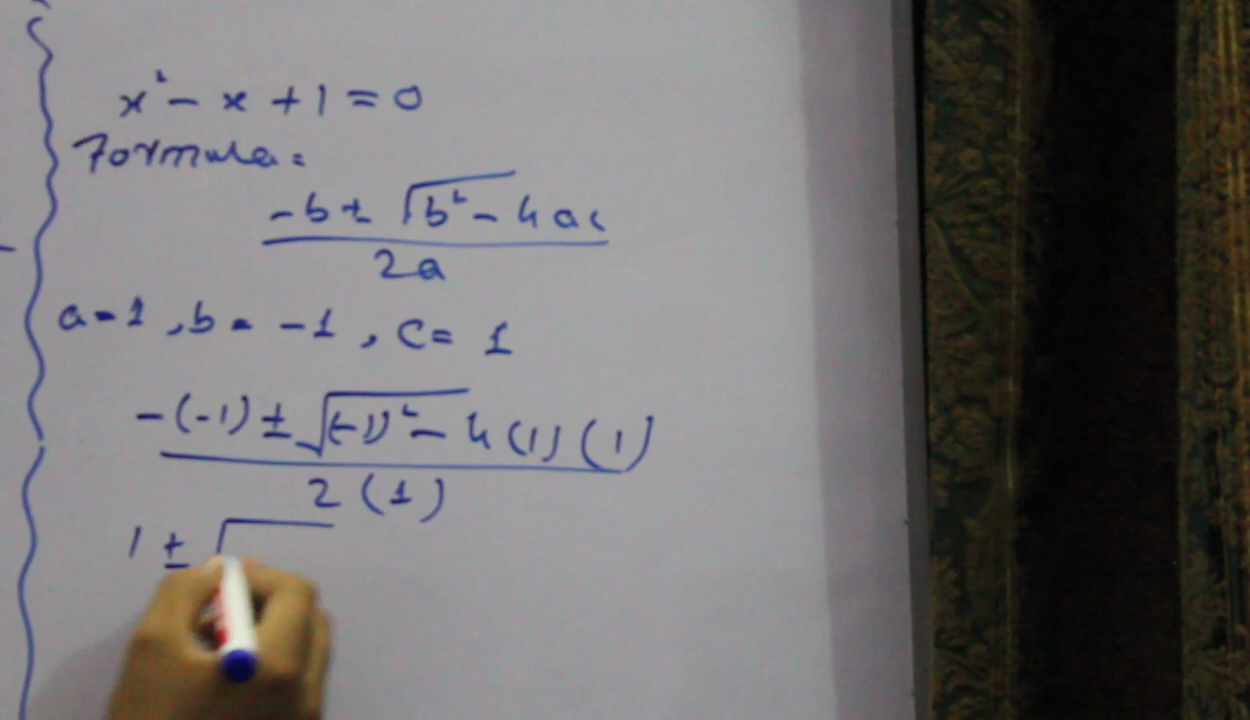 x² - x + 1 = 0
Formula:
-b ± √b² - 4ac
2a
a = 1 , b = -1 , c = 1
-(-1) ± √(-1)² - 4(1)(1)
2(1)
1 ± √